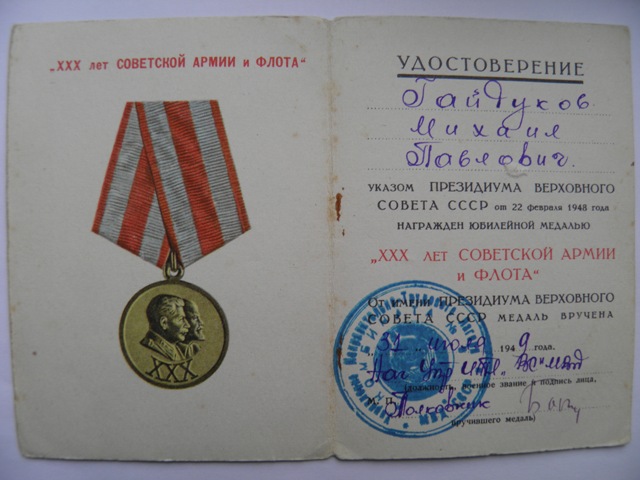 „XXX лет СОВЕТСКОЙ АРМИИ и ФЛОТА"
XXX
УДОСТОВЕРЕНИЕ
Гайдуков
Михаил
Павлович.
УКАЗОМ ПРЕЗИДИУМА ВЕРХОВНОГО
СОВЕТА СССР от 22 февраля 1948 года
НАГРАЖДЕН ЮБИЛЕЙНОЙ МЕДАЛЬЮ
„XXX лет СОВЕТСКОЙ АРМИИ
и ФЛОТА"
От имени ПРЕЗИДИУМА ВЕРХОВНОГО
СОВЕТА СССР МЕДАЛЬ ВРУЧЕНА
„31" июля 1949 года.
(должность, военное звание и подпись лица,
М. П. Полковник
вручившего медаль)